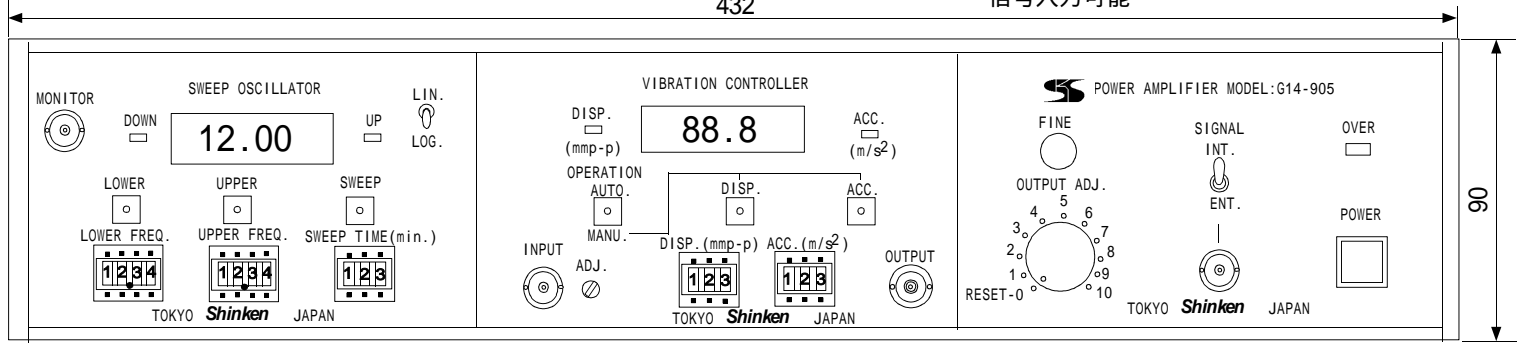 432
信号入力可能
90
SWEEP OSCILLATOR
MONITOR
DOWN
12.00
UP
LIN.
LOG.
LOWER
UPPER
SWEEP
LOWER FREQ.
UPPER FREQ.
SWEEP TIME(min.)
1234
1234
123
TOKYO Shinken JAPAN
VIBRATION CONTROLLER
DISP.
(mmp-p)
88.8
ACC.
(m/s2)
OPERATION
AUTO.
MANU.
DISP.
ACC.
INPUT
ADJ.
DISP.(mmp-p)
ACC.(m/s2)
123
123
OUTPUT
TOKYO Shinken JAPAN
POWER AMPLIFIER MODEL:G14-905
FINE
OUTPUT ADJ.
RESET-0
1
2
3
4
5
6
7
8
9
10
SIGNAL
INT.
ENT.
OVER
POWER
TOKYO Shinken JAPAN